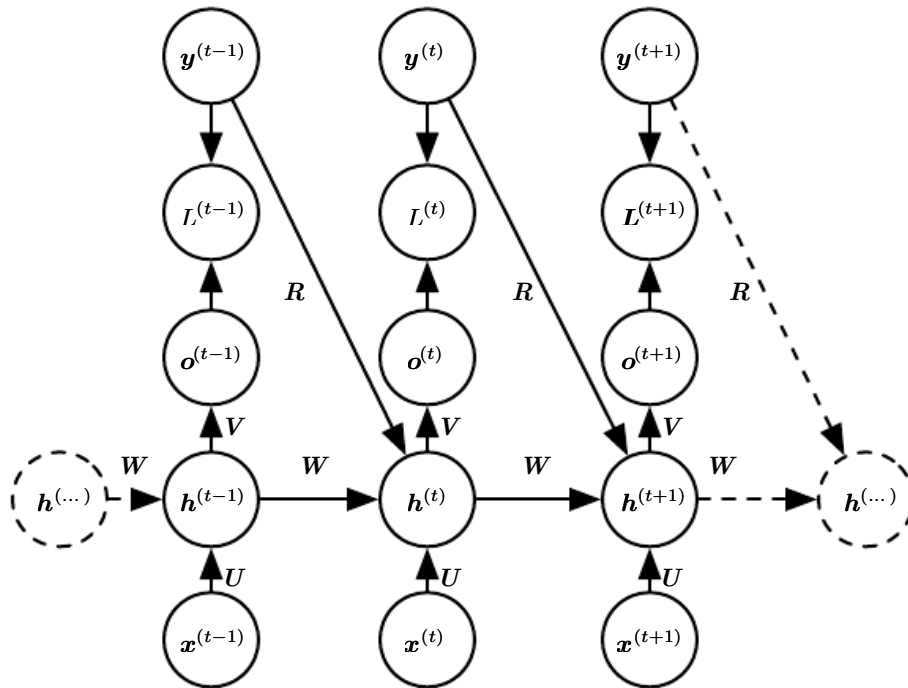 y^(t−1) y^(t) y^(t+1)
L^(t−1) L^(t) L^(t+1)
R R R
o^(t−1) o^(t) o^(t+1)
V V V
W W W W
h^(...) h^(t−1) h^(t) h^(t+1) h^(...)
U U U
x^(t−1) x^(t) x^(t+1)